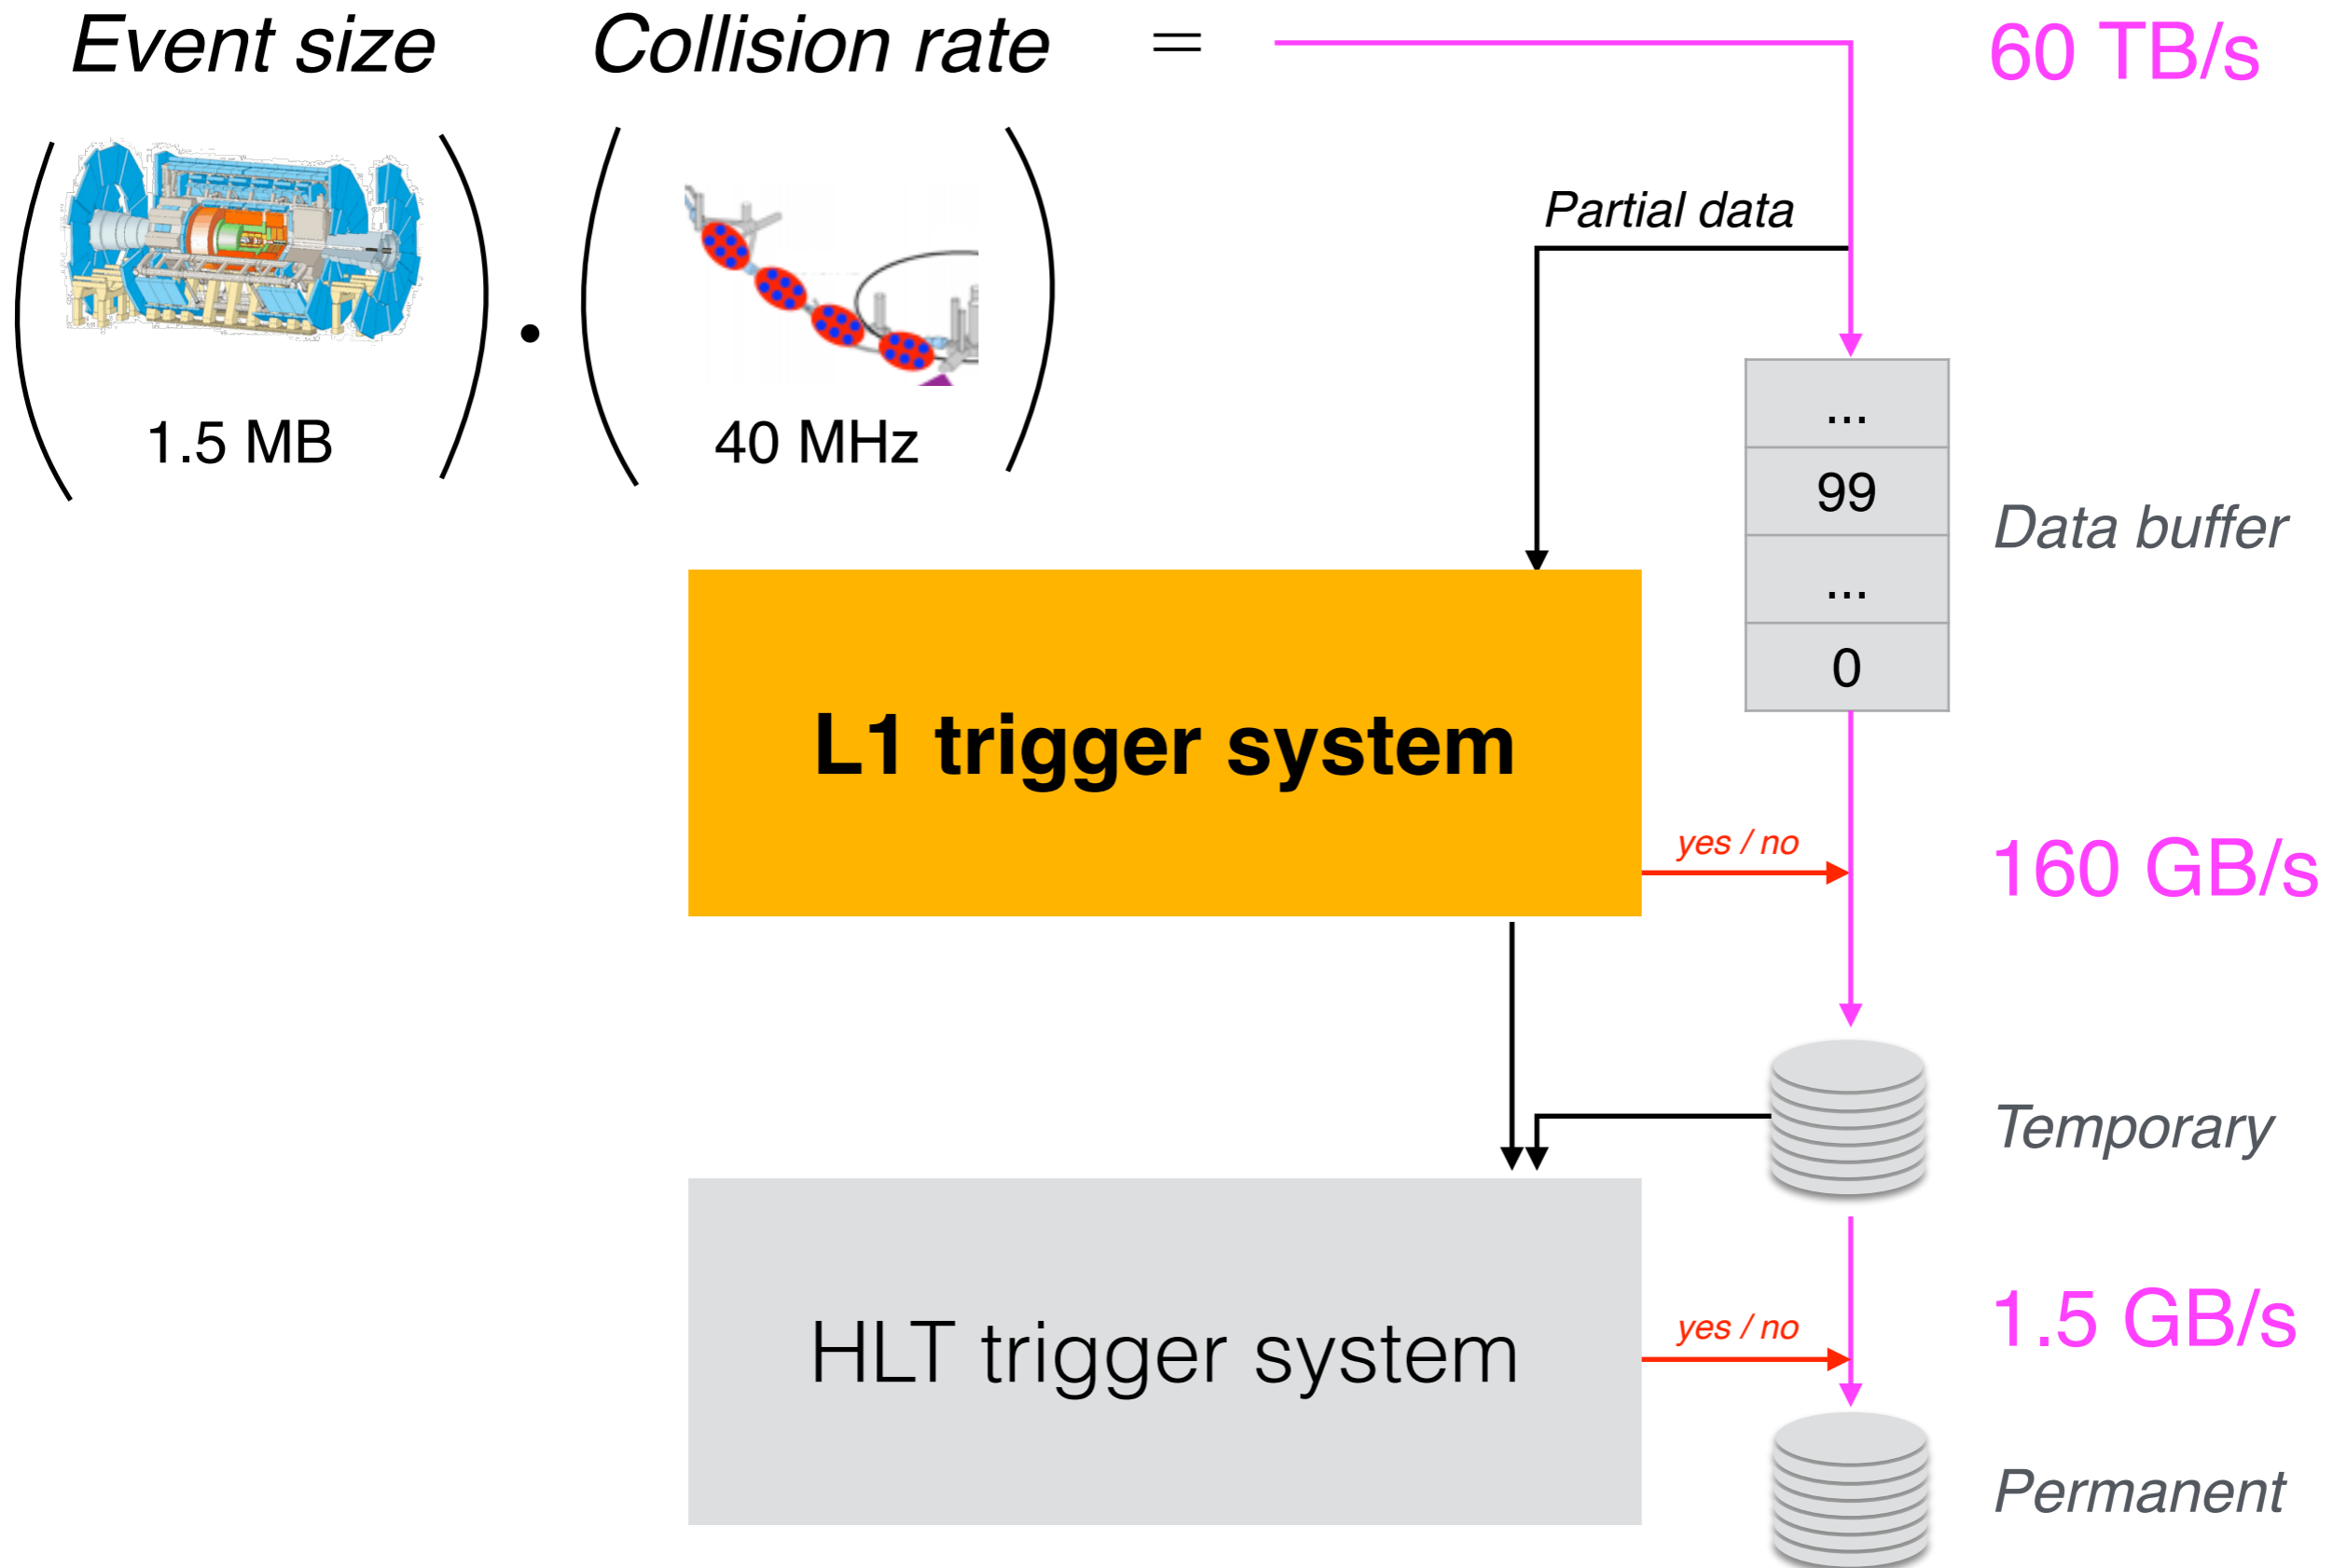 Event size Collision rate = 60 TB/s
Partial data
1.5 MB
40 MHz
...
99
...
0
Data buffer
L1 trigger system
yes / no
160 GB/s
Temporary
HLT trigger system
yes / no
1.5 GB/s
Permanent